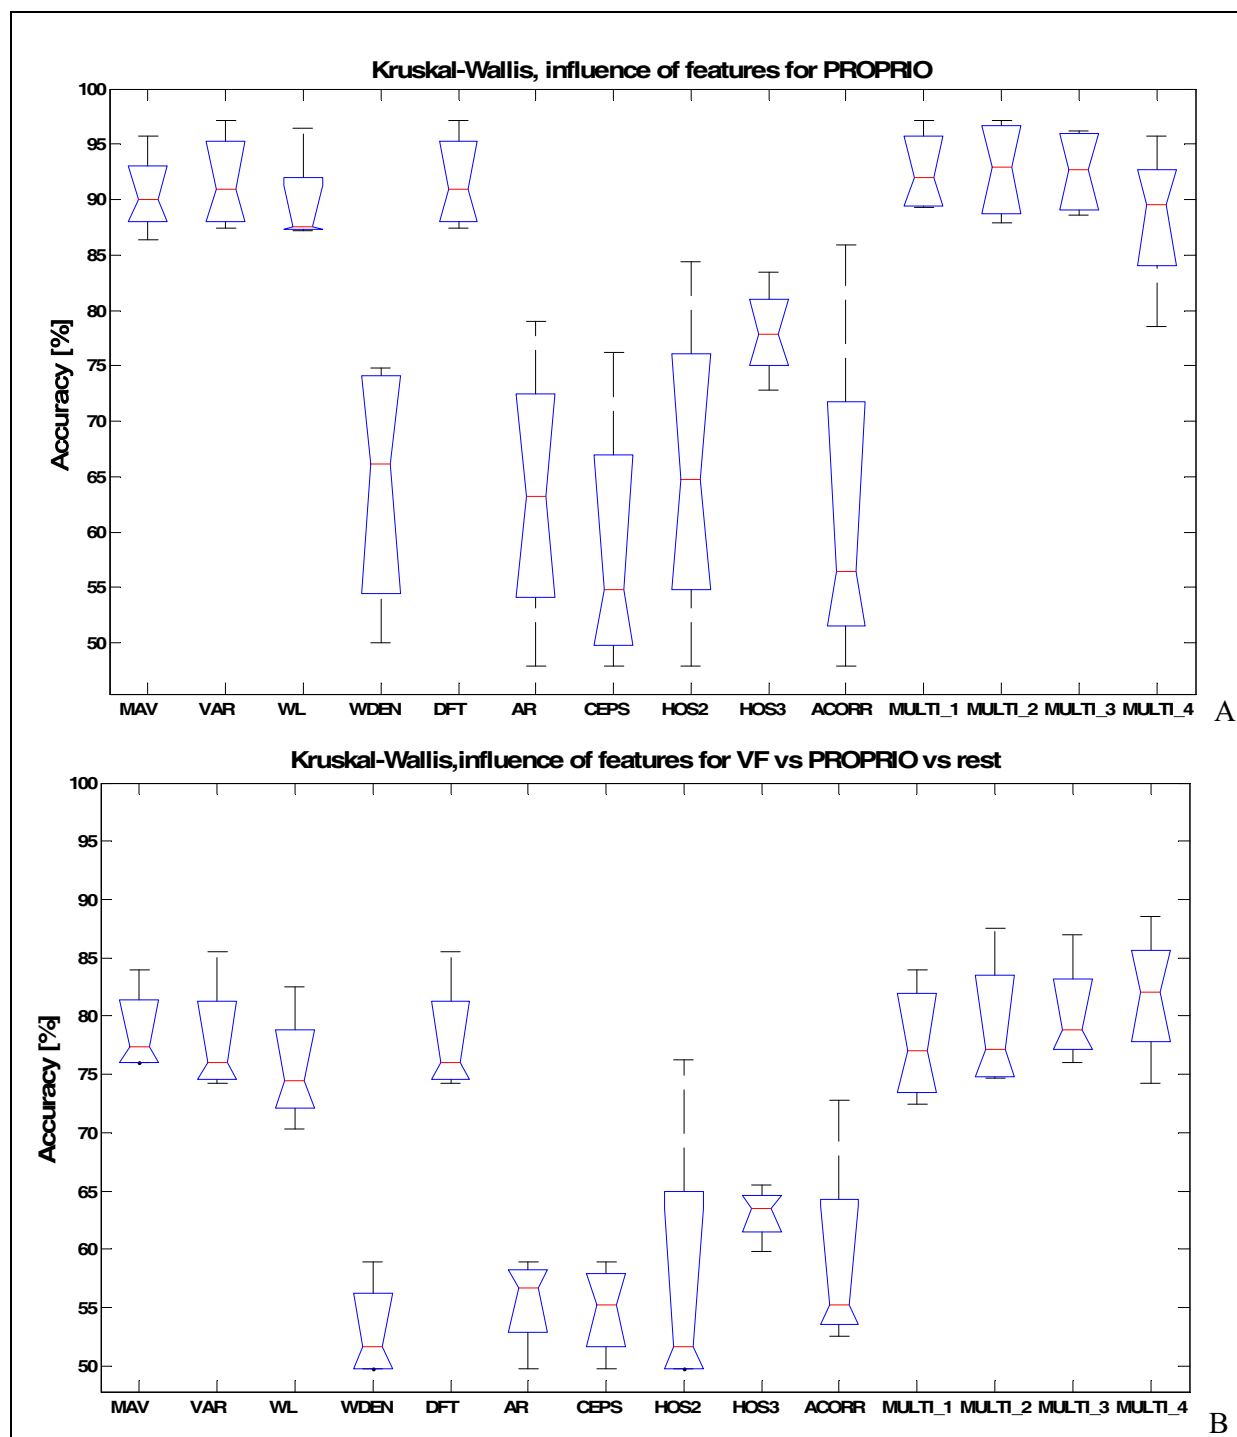 Kruskal-Wallis, influence of features for PROPRIO
100
95
90
85
80
75
70
65
60
55
50
Accuracy [%]
MAV VAR WL WDEN DFT AR CEPS HOS2 HOS3 ACORR MULTI_1 MULTI_2 MULTI_3 MULTI_4
A
Kruskal-Wallis,influence of features for VF vs PROPRIO vs rest
100
95
90
85
80
75
70
65
60
55
50
Accuracy [%]
MAV VAR WL WDEN DFT AR CEPS HOS2 HOS3 ACORR MULTI_1 MULTI_2 MULTI_3 MULTI_4
B